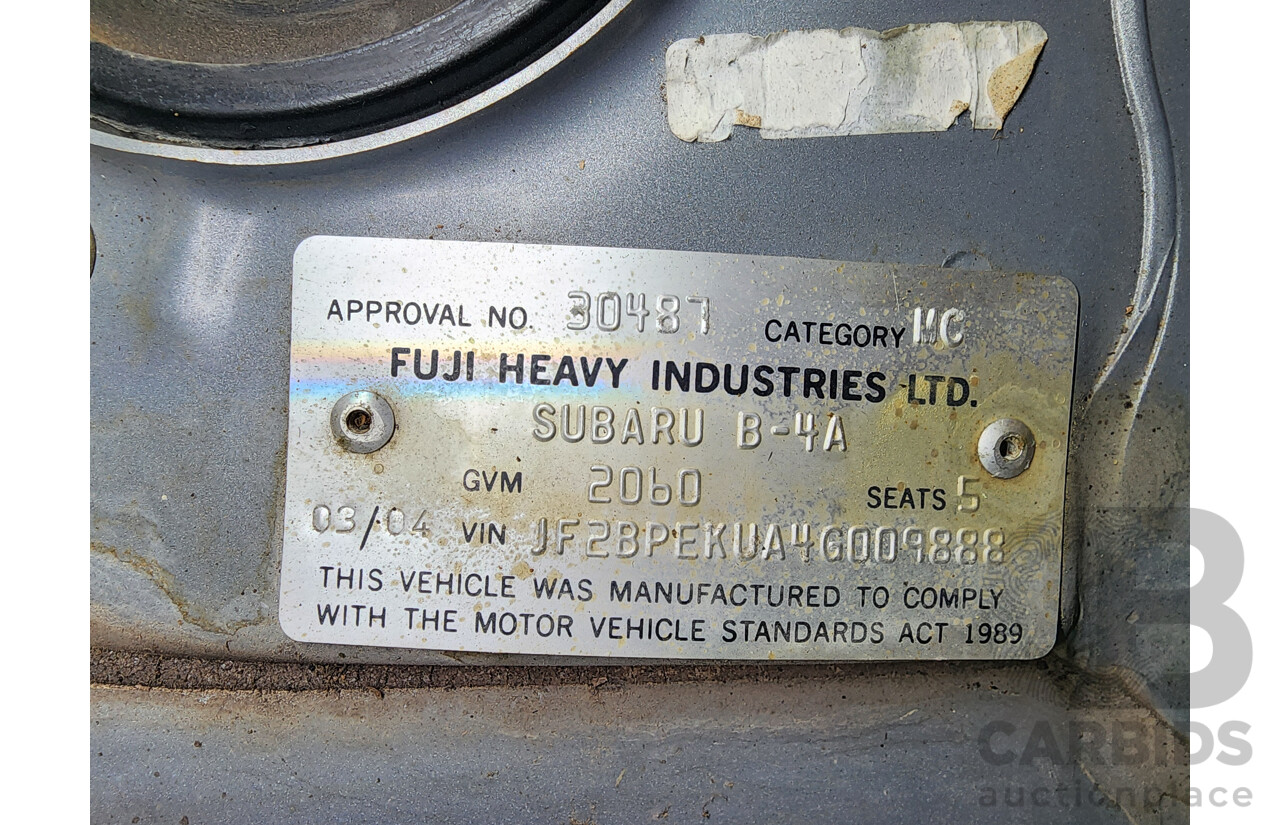 APPROVAL NO. 30487 CATEGORY MC
FUJI HEAVY INDUSTRIES LTD.
SUBARU B-4A
GVM 2060 SEATS 5
03/04 VIN JF2BPEKUA4G009888
THIS VEHICLE WAS MANUFACTURED TO COMPLY
WITH THE MOTOR VEHICLE STANDARDS ACT 1989
B
CARBIDS
auctionplace